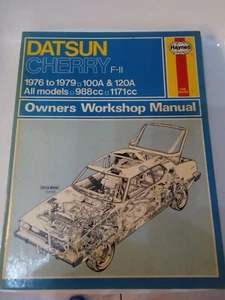 DATSUN
Haynes
CHERRY F-II
1976 to 1979 □ 100A & 120A
All models □ 988cc □ 1171cc
Owners Workshop Manual